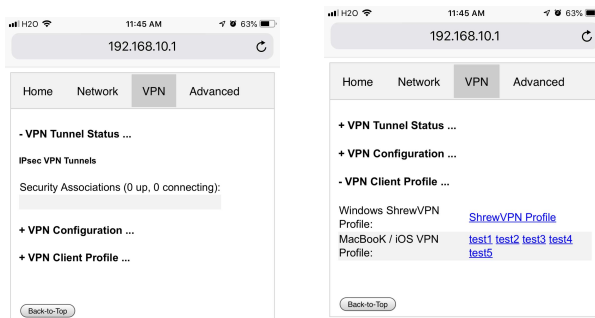 H2O 11:45 AM 63%
192.168.10.1
Home Network VPN Advanced
- VPN Tunnel Status ...
IPsec VPN Tunnels
Security Associations (0 up, 0 connecting):
+ VPN Configuration ...
+ VPN Client Profile ...
Back-to-Top
H2O 11:45 AM 63%
192.168.10.1
Home Network VPN Advanced
+ VPN Tunnel Status ...
+ VPN Configuration ...
- VPN Client Profile ...
Windows ShrewVPN
Profile:
ShrewVPN Profile
MacBooK / iOS VPN
Profile:
test1 test2 test3 test4
test5
Back-to-Top